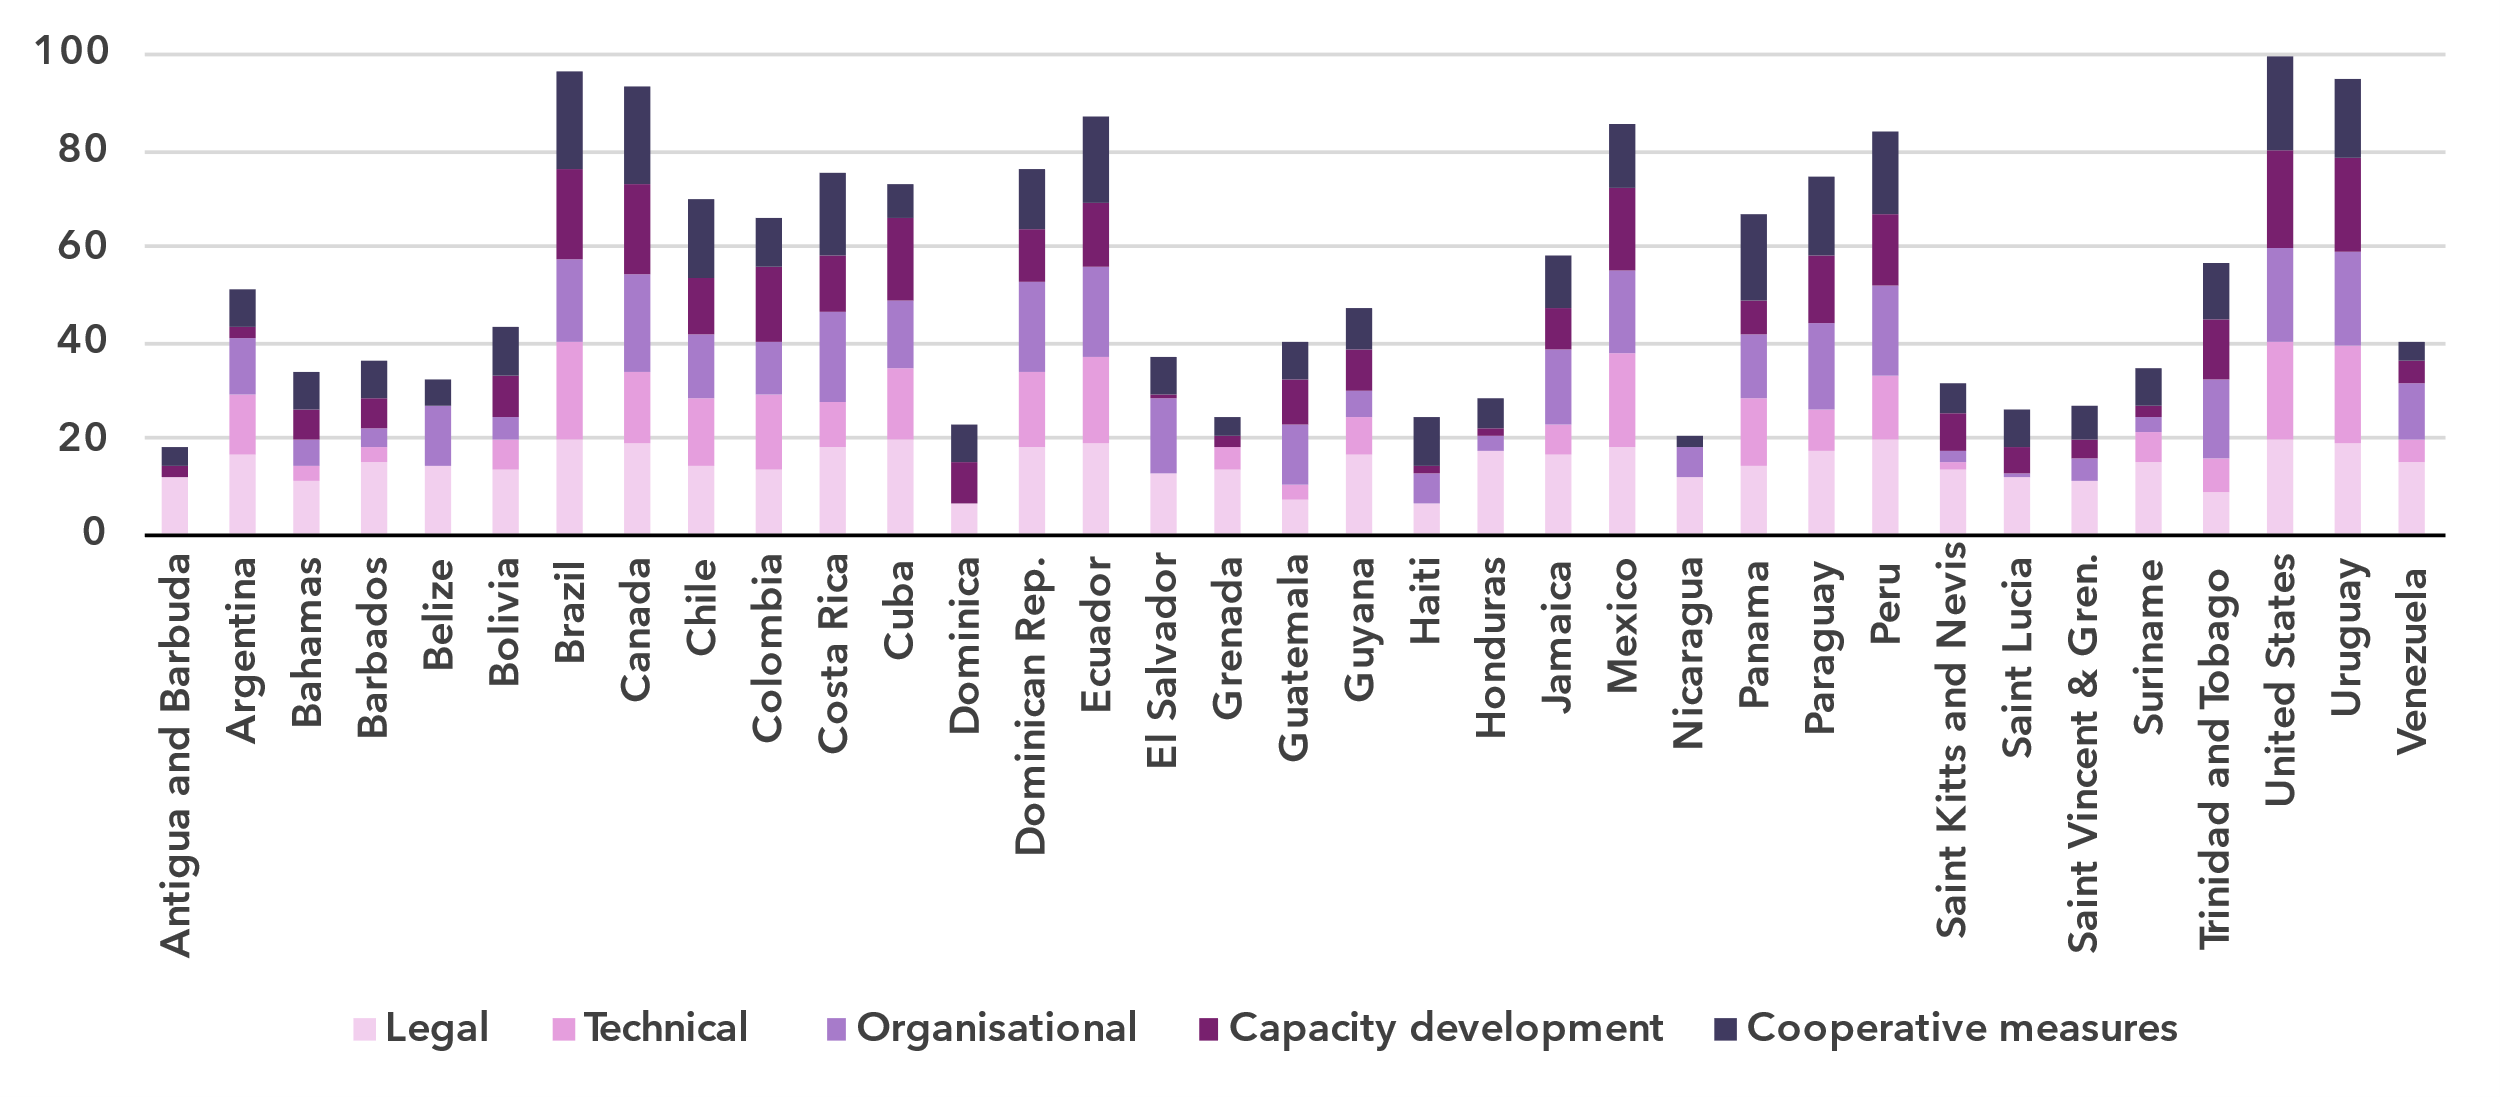 100
80
60
40
20
0
Antigua and Barbuda
Argentina
Bahamas
Barbados
Belize
Bolivia
Brazil
Canada
Chile
Colombia
Costa Rica
Cuba
Dominica
Dominican Rep.
Ecuador
El Salvador
Grenada
Guatemala
Guyana
Haiti
Honduras
Jamaica
Mexico
Nicaragua
Panama
Paraguay
Peru
Saint Kitts and Nevis
Saint Lucia
Saint Vincent & Gren.
Suriname
Trinidad and Tobago
United States
Uruguay
Venezuela
Legal Technical Organisational Capacity development Cooperative measures